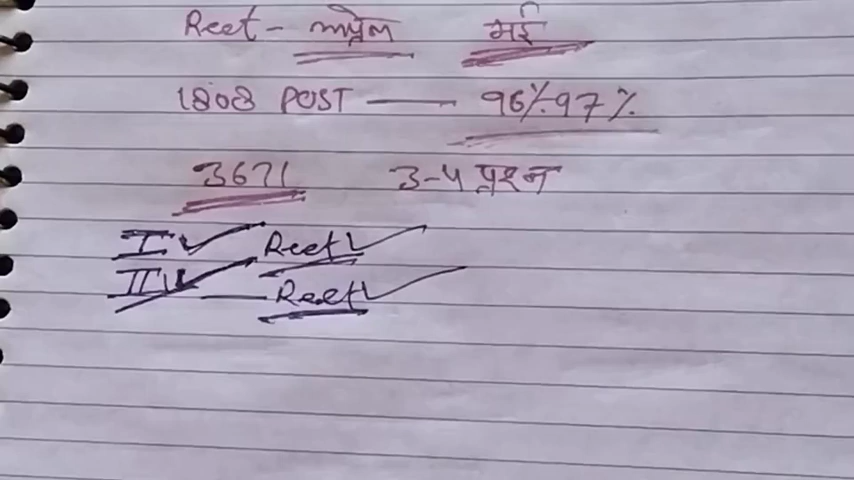 Reet - अप्रैल मई
1808 POST — 96%-97%
3671 3-4 प्रश्न
I ✓ Reet ✓
II ✓ — Reet ✓